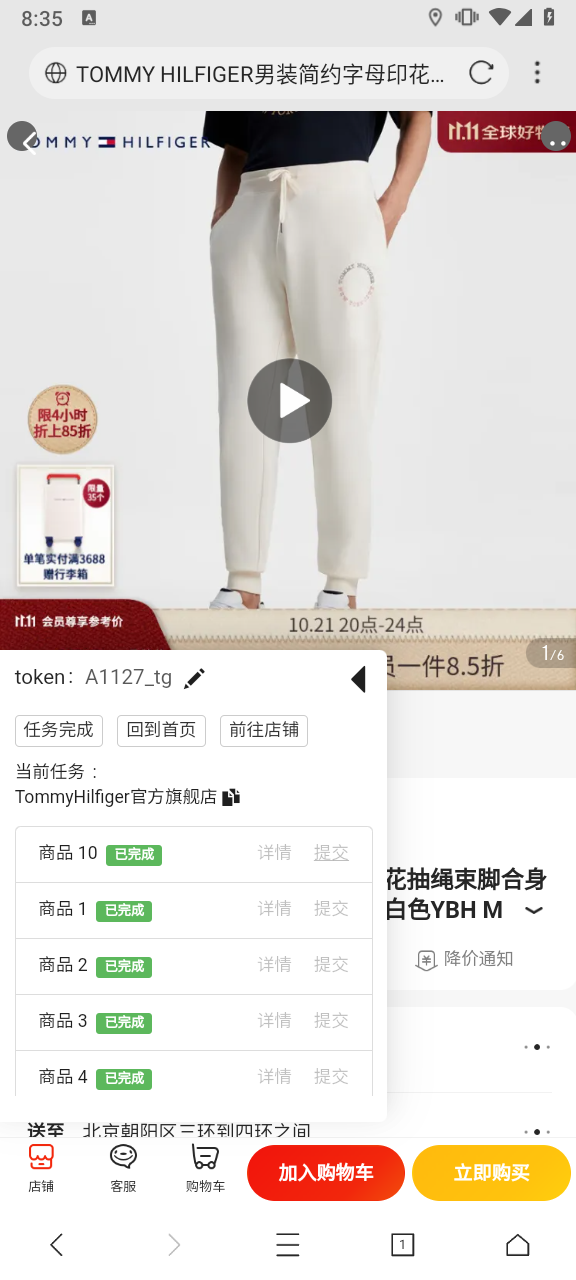 8:35
A
TOMMY HILFIGER男装简约字母印花...
OMMY HILFIGER
11.11全球好物
限4小时
折上85折
限量
35个
单笔实付满3688
赠行李箱
11.11 会员尊享参考价
10.21 20点-24点
员一件8.5折
1/6
token： A1127_tg
任务完成 回到首页 前往店铺
当前任务 ：
TommyHilfiger官方旗舰店
商品 10 已完成 详情 提交
商品 1 已完成 详情 提交
商品 2 已完成 详情 提交
商品 3 已完成 详情 提交
商品 4 已完成 详情 提交
花抽绳束脚合身
白色YBH M
降价通知
送至 北京朝阳区三环到四环之间
店铺 客服 购物车 加入购物车 立即购买
1